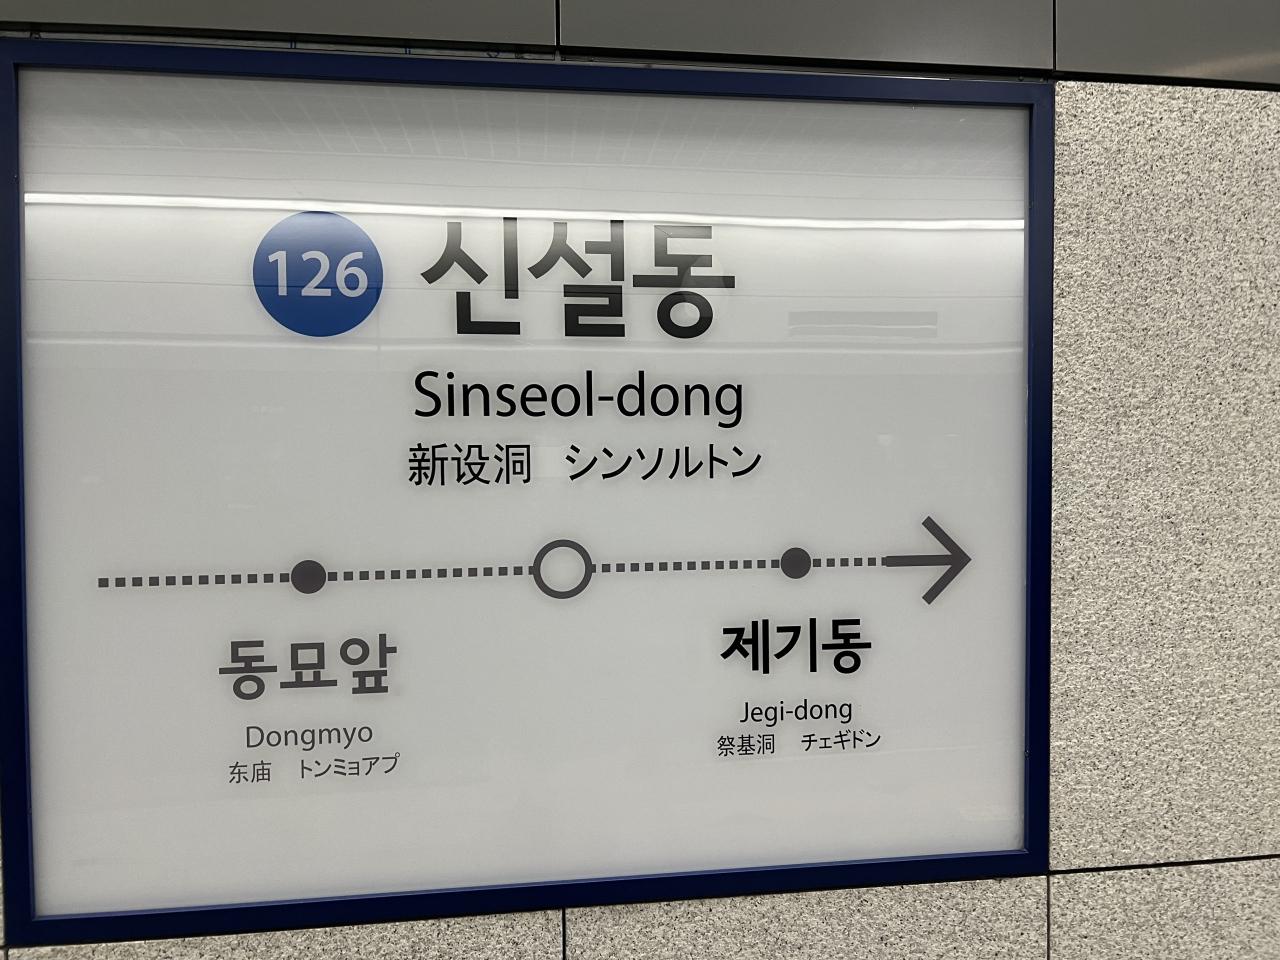 126 신설동
Sinseol-dong
新设洞 シンソルトン
동묘앞
Dongmyo
东庙 トンミョアプ
제기동
Jegi-dong
祭基洞 チェギドン